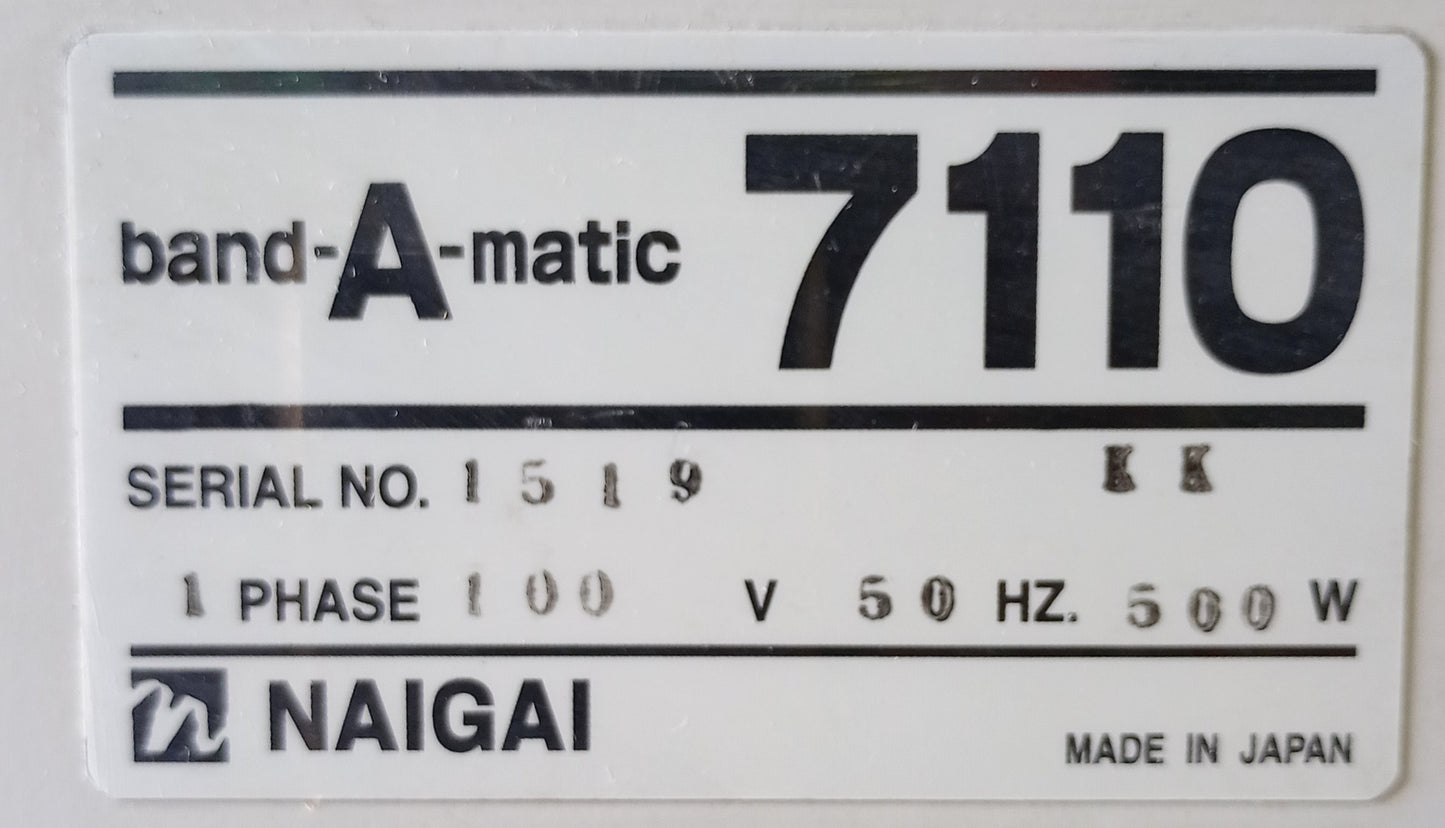 band-A-matic 7110
SERIAL NO. 1519 KK
1 PHASE 100 V 50 HZ. 500 W
n NAIGAI
MADE IN JAPAN